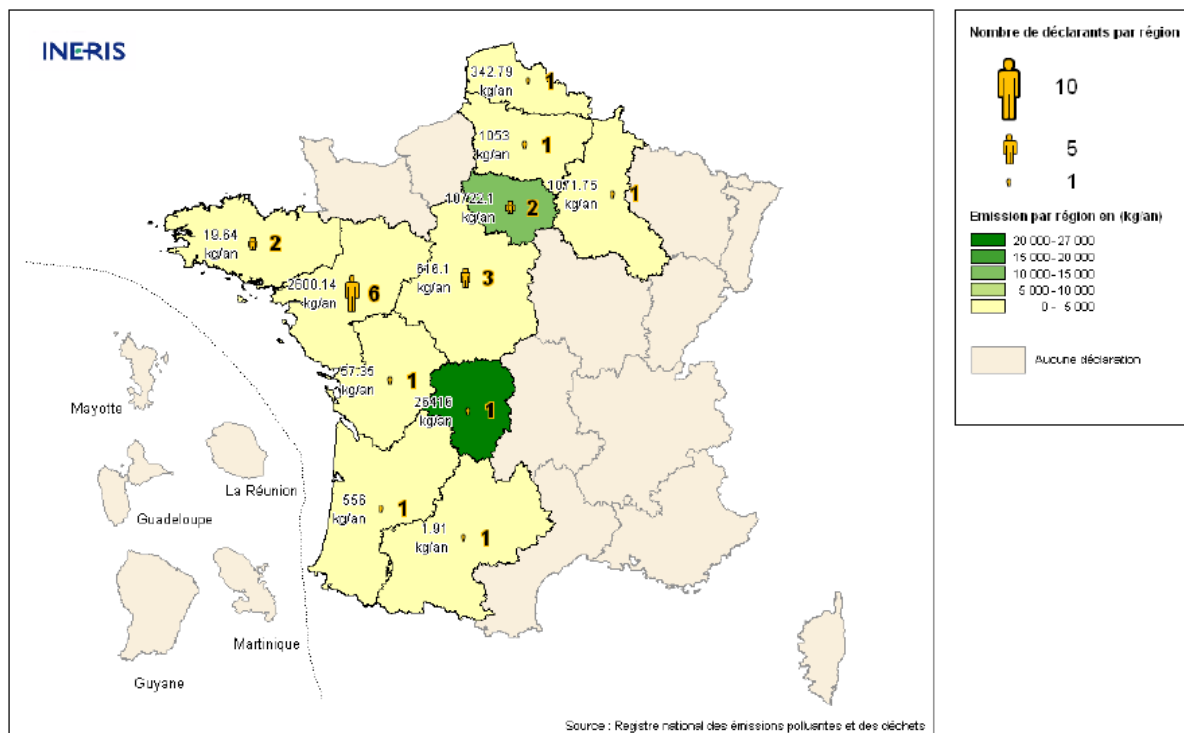 INERIS
342.79
kg/an
1
1053
kg/an
1
1071.75
kg/an
1
10722.1
kg/an
2
19.64
kg/an
2
2600.14
kg/an
6
616.1
kg/an
3
kg/an
1
26416
kg/an
1
556
kg/an
1
1.91
kg/an
1
Mayotte
La Réunion
Guadeloupe
Martinique
Guyane
Source : Registre national des émissions polluantes et des déchets
Nombre de déclarants par région
10
5
1
Emission par région en (kg/an)
20 000 - 27 000
15 000 - 20 000
10 000 - 15 000
5 000 - 10 000
0 - 5 000
Aucune déclaration